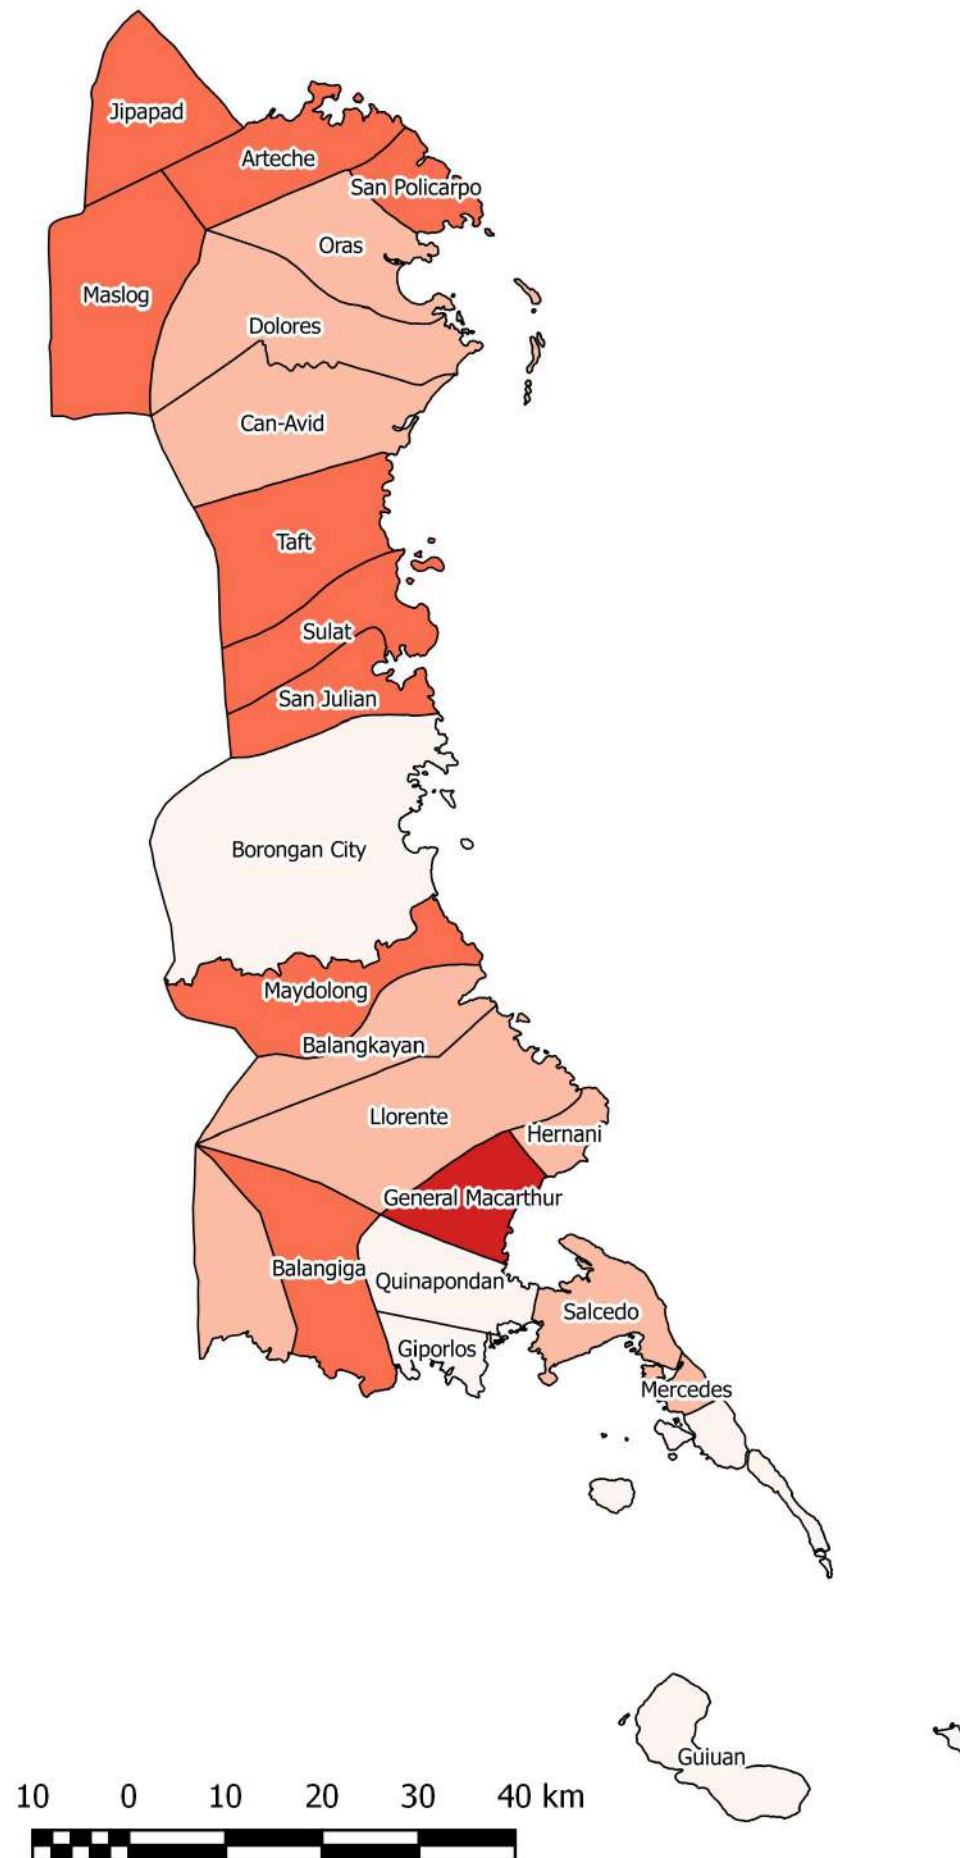 Jipapad
Arteche
San Policarpo
Oras
Maslog
Dolores
Can-Avid
Taft
Sulat
San Julian
Borongan City
Maydolong
Balangkayan
Llorente
Hernani
General Macarthur
Balangiga
Quinapondan
Salcedo
Giporlos
Mercedes
Guiuan
10 0 10 20 30 40 km